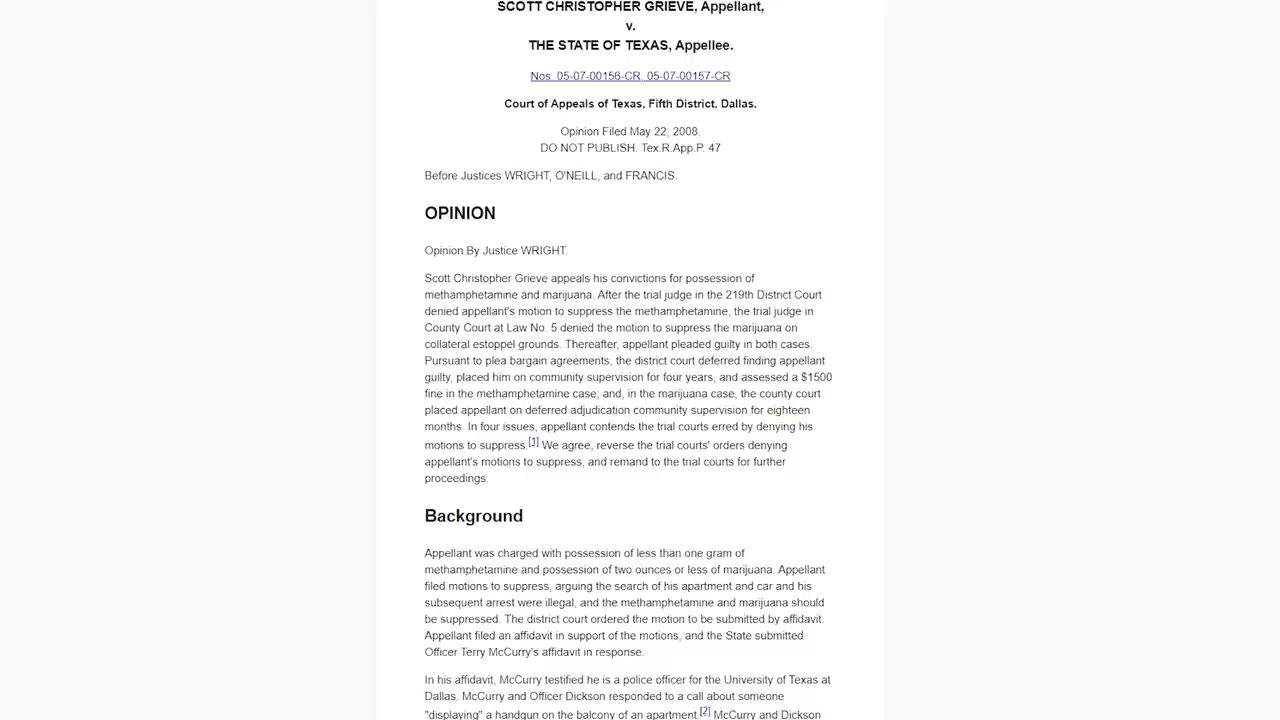 SCOTT CHRISTOPHER GRIEVE, Appellant,
v.
THE STATE OF TEXAS, Appellee.
Nos. 05-07-00156-CR, 05-07-00157-CR
Court of Appeals of Texas, Fifth District, Dallas.
Opinion Filed May 22, 2008.
DO NOT PUBLISH. Tex.R.App.P. 47
Before Justices WRIGHT, O'NEILL, and FRANCIS.
OPINION
Opinion By Justice WRIGHT.
Scott Christopher Grieve appeals his convictions for possession of
methamphetamine and marijuana. After the trial judge in the 219th District Court
denied appellant's motion to suppress the methamphetamine, the trial judge in
County Court at Law No. 5 denied the motion to suppress the marijuana on
collateral estoppel grounds. Thereafter, appellant pleaded guilty in both cases.
Pursuant to plea bargain agreements, the district court deferred finding appellant
guilty, placed him on community supervision for four years, and assessed a $1500
fine in the methamphetamine case; and, in the marijuana case, the county court
placed appellant on deferred adjudication community supervision for eighteen
months. In four issues, appellant contends the trial courts erred by denying his
motions to suppress.[1] We agree, reverse the trial courts' orders denying
appellant's motions to suppress, and remand to the trial courts for further
proceedings.
Background
Appellant was charged with possession of less than one gram of
methamphetamine and possession of two ounces or less of marijuana. Appellant
filed motions to suppress, arguing the search of his apartment and car and his
subsequent arrest were illegal, and the methamphetamine and marijuana should
be suppressed. The district court ordered the motion to be submitted by affidavit.
Appellant filed an affidavit in support of the motions, and the State submitted
Officer Terry McCurry's affidavit in response.
In his affidavit, McCurry testified he is a police officer for the University of Texas at
Dallas. McCurry and Officer Dickson responded to a call about someone
"displaying" a handgun on the balcony of an apartment.[2] McCurry and Dickson